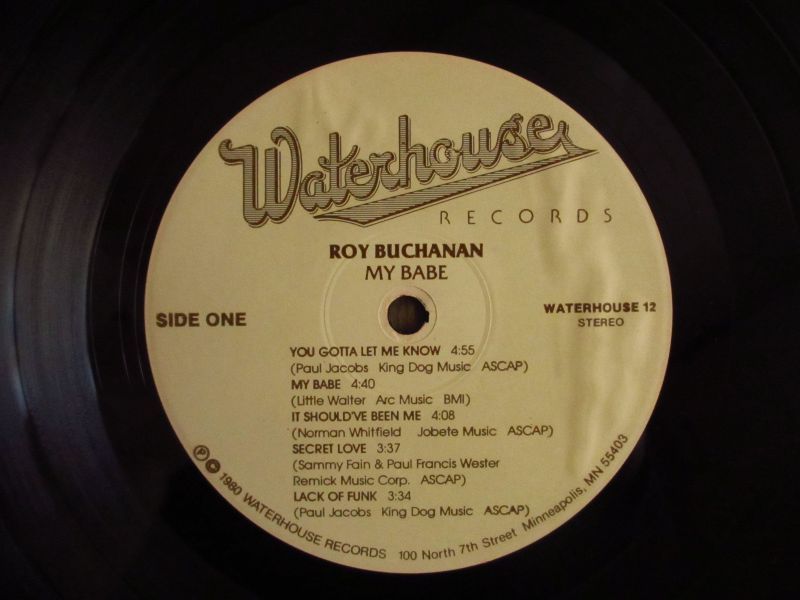 Waterhouse
RECORDS
ROY BUCHANAN
MY BABE
SIDE ONE
WATERHOUSE 12
STEREO
YOU GOTTA LET ME KNOW 4:55
(Paul Jacobs King Dog Music ASCAP)
MY BABE 4:40
(Little Walter Arc Music BMI)
IT SHOULD'VE BEEN ME 4:08
(Norman Whitfield Jobete Music ASCAP)
SECRET LOVE 3:37
(Sammy Fain & Paul Francis Wester
Remick Music Corp. ASCAP)
LACK OF FUNK 3:34
(Paul Jacobs King Dog Music ASCAP)
℗ © 1980 WATERHOUSE RECORDS 100 North 7th Street Minneapolis, MN 55403